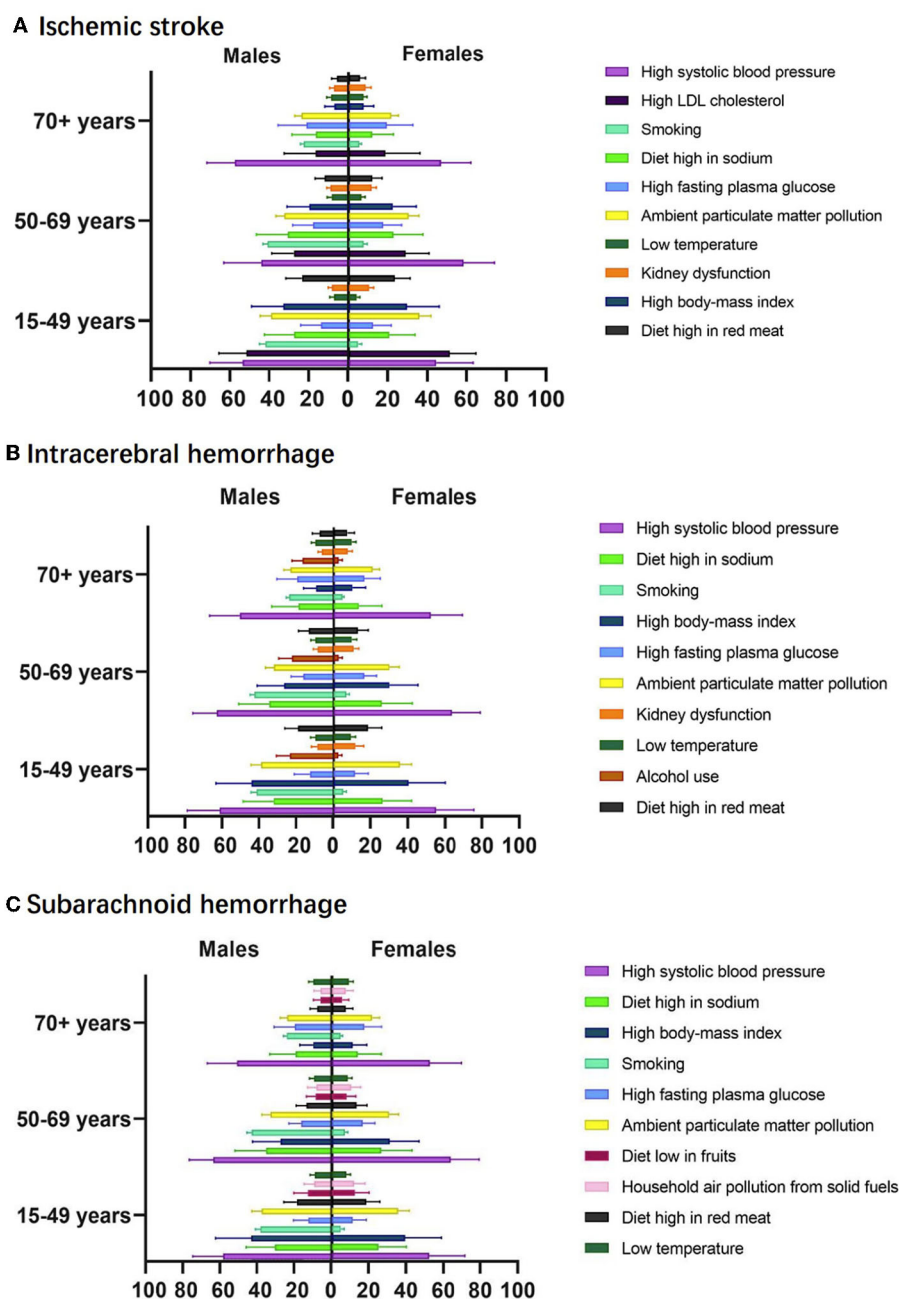 A Ischemic stroke
Males
Females
70+ years
50-69 years
15-49 years
100 80 60 40 20 0 20 40 60 80 100
High systolic blood pressure
High LDL cholesterol
Smoking
Diet high in sodium
High fasting plasma glucose
Ambient particulate matter pollution
Low temperature
Kidney dysfunction
High body-mass index
Diet high in red meat
B Intracerebral hemorrhage
Males
Females
70+ years
50-69 years
15-49 years
100 80 60 40 20 0 20 40 60 80 100
High systolic blood pressure
Diet high in sodium
Smoking
High body-mass index
High fasting plasma glucose
Ambient particulate matter pollution
Kidney dysfunction
Low temperature
Alcohol use
Diet high in red meat
C Subarachnoid hemorrhage
Males
Females
70+ years
50-69 years
15-49 years
100 80 60 40 20 0 20 40 60 80 100
High systolic blood pressure
Diet high in sodium
High body-mass index
Smoking
High fasting plasma glucose
Ambient particulate matter pollution
Diet low in fruits
Household air pollution from solid fuels
Diet high in red meat
Low temperature